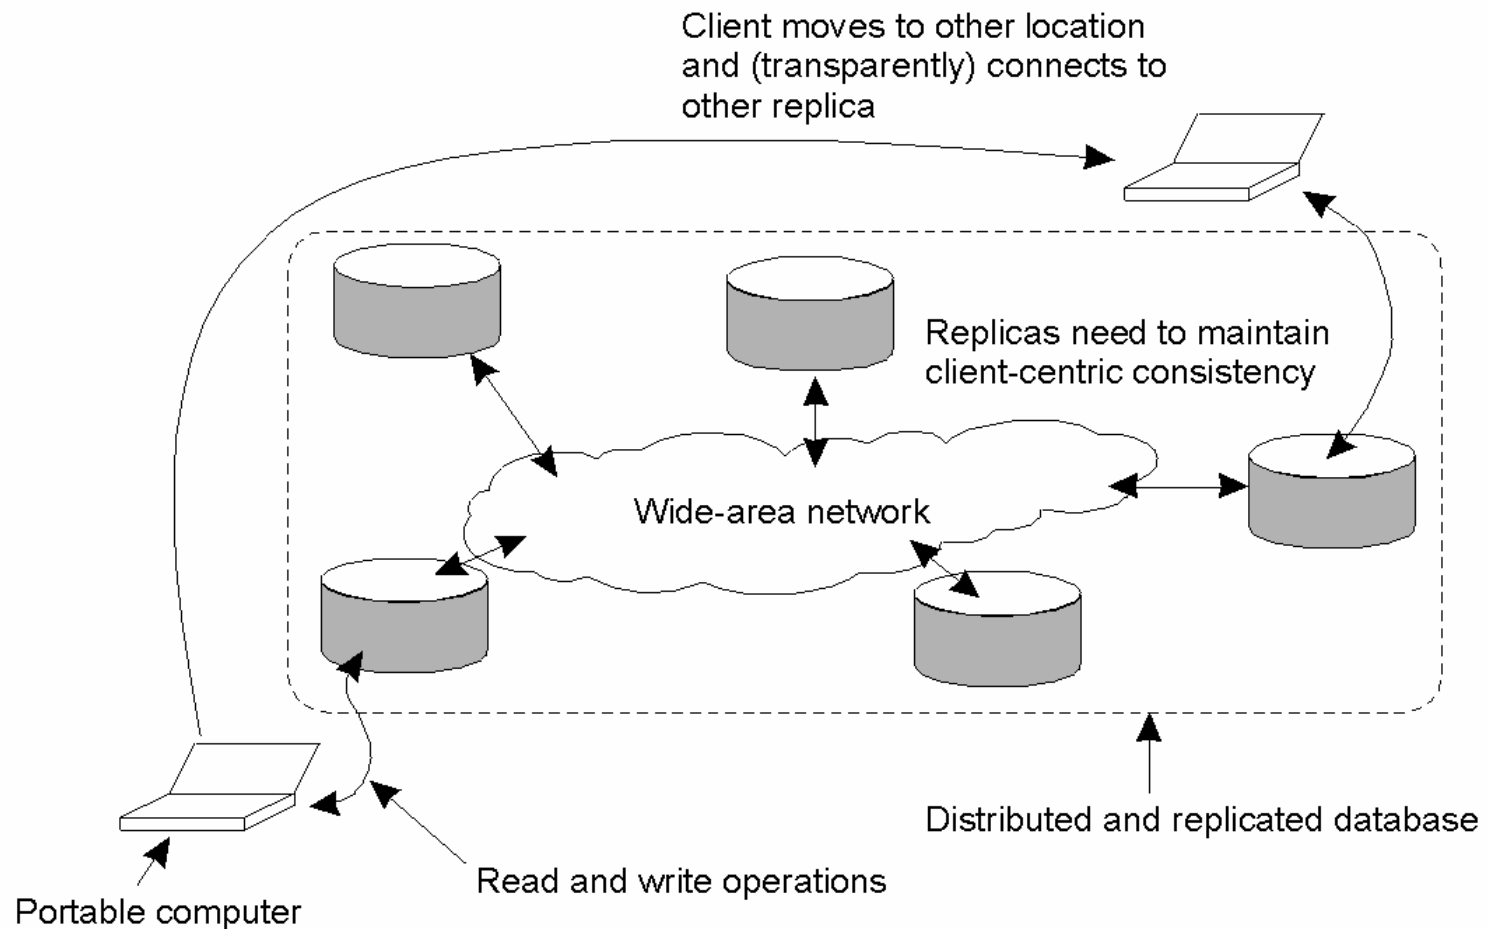 Client moves to other location
and (transparently) connects to
other replica
Replicas need to maintain
client-centric consistency
Wide-area network
Distributed and replicated database
Read and write operations
Portable computer